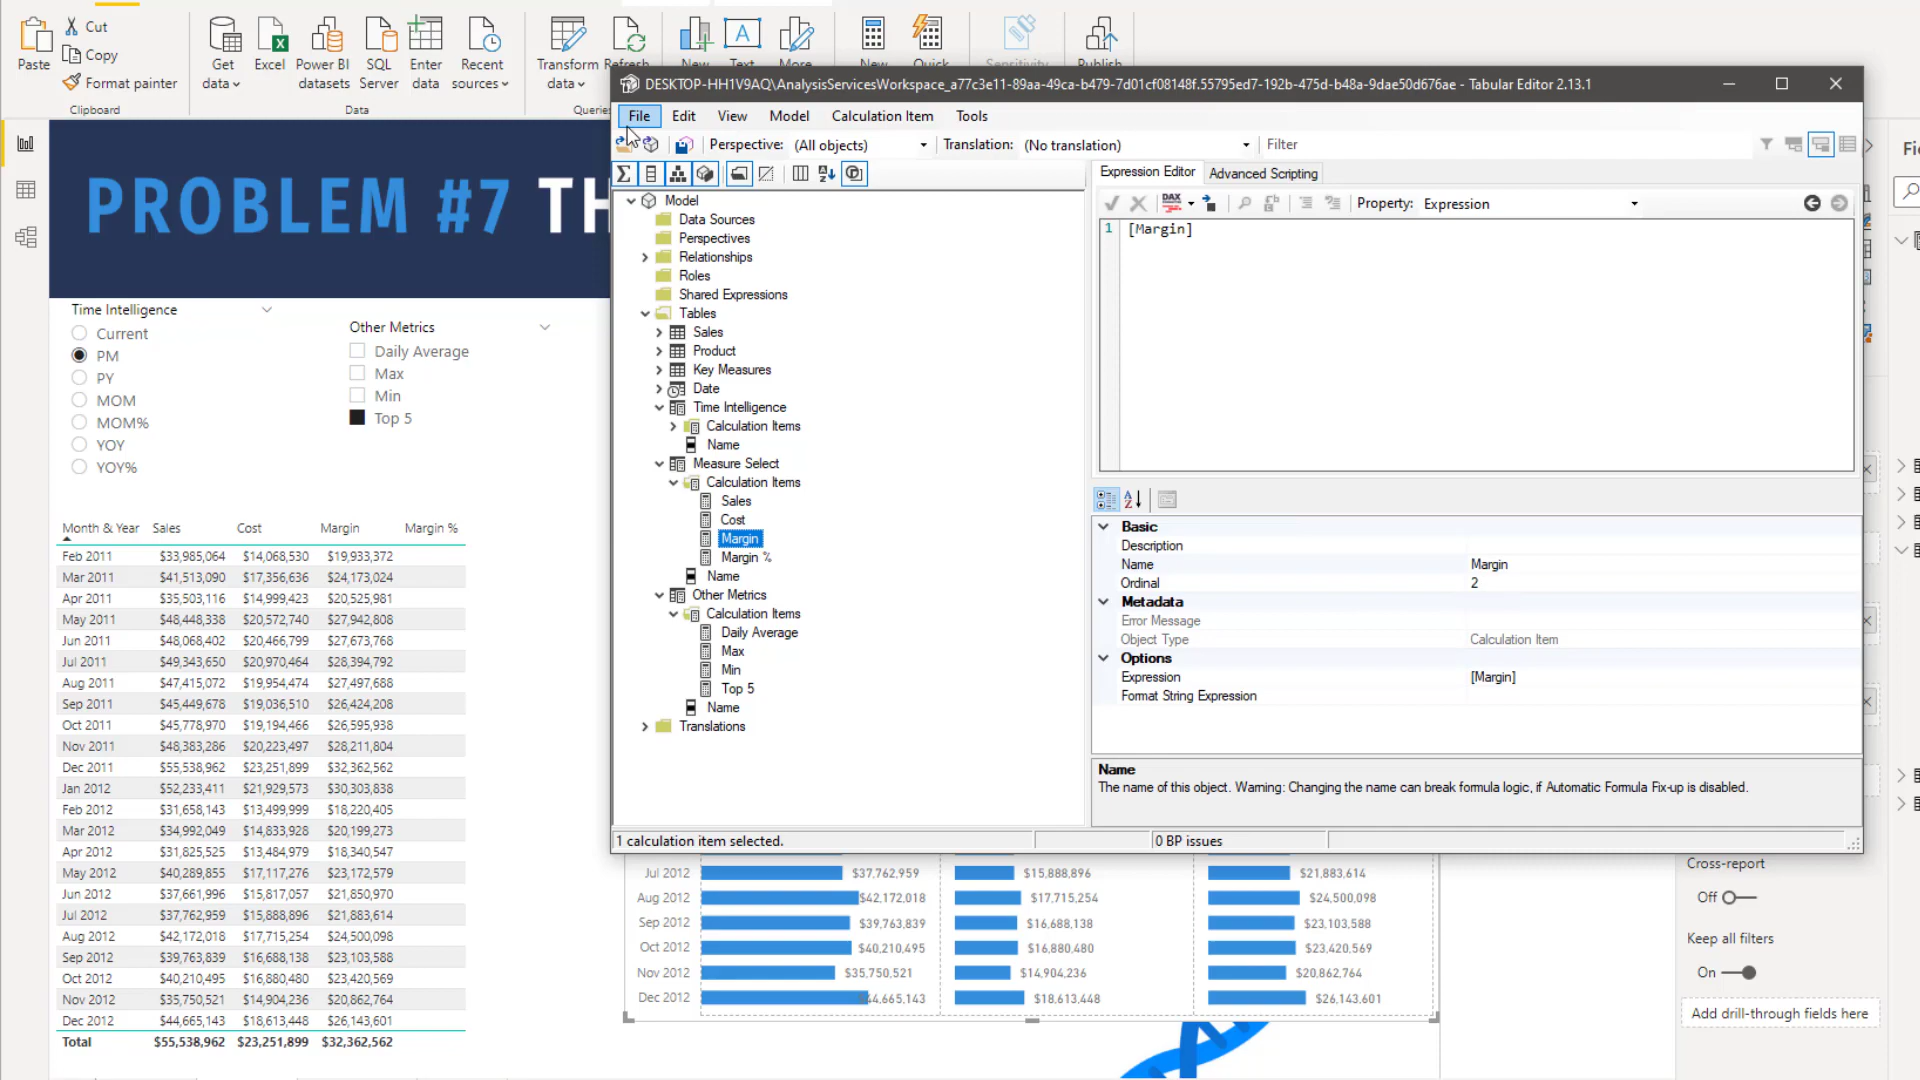 Cut
Copy
Format painter
Paste
Clipboard
Get data
Excel
Power BI datasets
SQL Server
Enter data
Recent sources
Data
Transform data
Refresh
Queries
New
Text
More
New
Quick
Sensitivity
Publish
PROBLEM #7 TH
Time Intelligence
Current
PM
PY
MOM
MOM%
YOY
YOY%
Other Metrics
Daily Average
Max
Min
Top 5
Month & Year Sales Cost Margin Margin %
Feb 2011 $33,985,064 $14,068,530 $19,933,372
Mar 2011 $41,513,090 $17,356,636 $24,173,024
Apr 2011 $35,503,116 $14,999,423 $20,525,981
May 2011 $48,448,338 $20,572,740 $27,942,808
Jun 2011 $48,068,402 $20,466,799 $27,673,768
Jul 2011 $49,343,650 $20,970,464 $28,394,792
Aug 2011 $47,415,072 $19,954,474 $27,497,688
Sep 2011 $45,449,678 $19,036,510 $26,424,208
Oct 2011 $45,778,970 $19,194,466 $26,595,938
Nov 2011 $48,383,286 $20,223,497 $28,211,804
Dec 2011 $55,538,962 $23,251,899 $32,362,562
Jan 2012 $52,233,411 $21,929,573 $30,303,838
Feb 2012 $31,658,143 $13,499,999 $18,220,405
Mar 2012 $34,992,049 $14,833,928 $20,199,273
Apr 2012 $31,825,525 $13,484,979 $18,340,547
May 2012 $40,289,855 $17,117,276 $23,172,579
Jun 2012 $37,661,996 $15,817,057 $21,850,970
Jul 2012 $37,762,959 $15,888,896 $21,883,614
Aug 2012 $42,172,018 $17,715,254 $24,500,098
Sep 2012 $39,763,839 $16,688,138 $23,103,588
Oct 2012 $40,210,495 $16,880,480 $23,420,569
Nov 2012 $35,750,521 $14,904,236 $20,862,764
Dec 2012 $44,665,143 $18,613,448 $26,143,601
Total $55,538,962 $23,251,899 $32,362,562
DESKTOP-HH1V9AQ\AnalysisServicesWorkspace_a77c3e11-89aa-49ca-b479-7d01cf08148f.55795ed7-192b-475d-b48a-9dae50d676ae - Tabular Editor 2.13.1
File Edit View Model Calculation Item Tools
Perspective: (All objects) Translation: (No translation) Filter
Model
Data Sources
Perspectives
Relationships
Roles
Shared Expressions
Tables
Sales
Product
Key Measures
Date
Time Intelligence
Calculation Items
Name
Measure Select
Calculation Items
Sales
Cost
Margin
Margin %
Name
Other Metrics
Calculation Items
Daily Average
Max
Min
Top 5
Name
Translations
Expression Editor Advanced Scripting
DAX Property: Expression
1 [Margin]
Basic
Description
Name Margin
Ordinal 2
Metadata
Error Message
Object Type Calculation Item
Options
Expression [Margin]
Format String Expression
Name
The name of this object. Warning: Changing the name can break formula logic, if Automatic Formula Fix-up is disabled.
1 calculation item selected. 0 BP issues
Jul 2012 $37,762,959 $15,888,896 $21,883,614
Aug 2012 $42,172,018 $17,715,254 $24,500,098
Sep 2012 $39,763,839 $16,688,138 $23,103,588
Oct 2012 $40,210,495 $16,880,480 $23,420,569
Nov 2012 $35,750,521 $14,904,236 $20,862,764
Dec 2012 $44,665,143 $18,613,448 $26,143,601
Cross-report
Off
Keep all filters
On
Add drill-through fields here